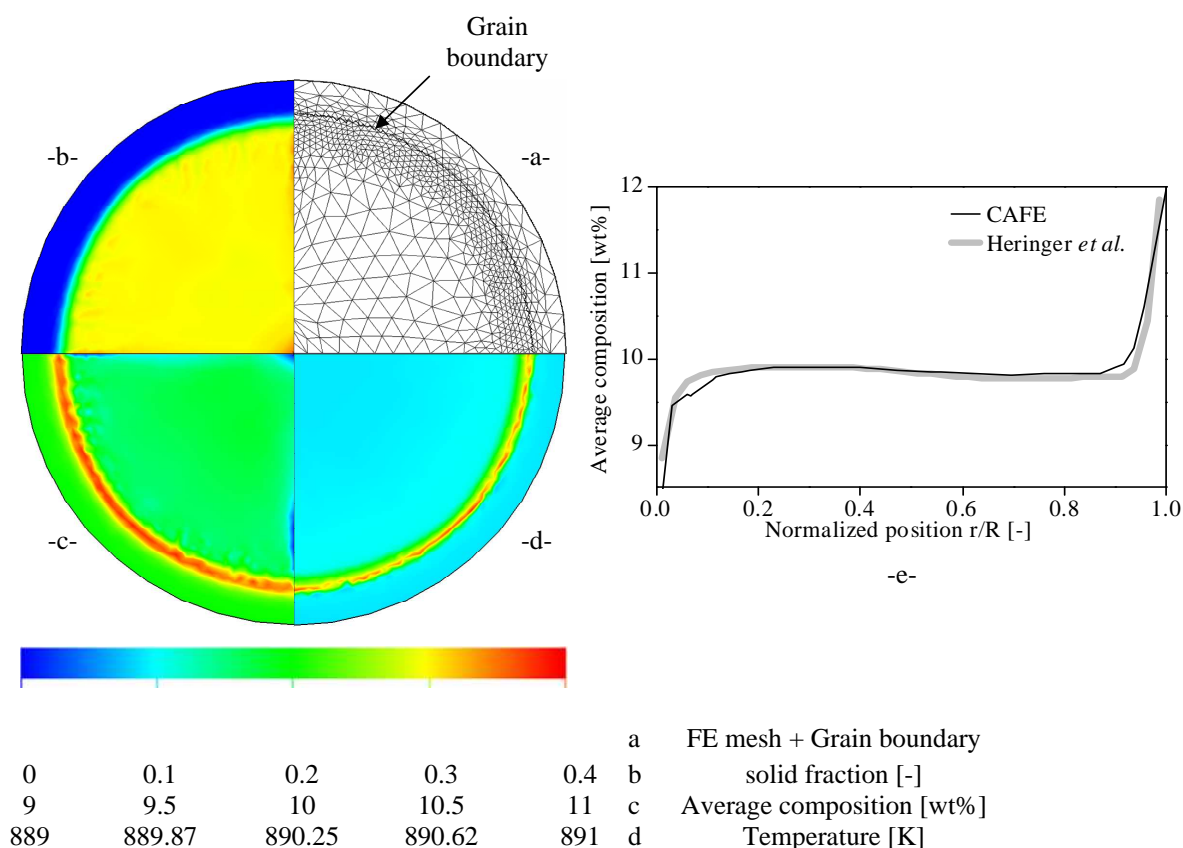 Grain
boundary
-b-
-a-
-c-
-d-
12
11
10
9
Average composition [wt%]
CAFE
Heringer et al.
0.0 0.2 0.4 0.6 0.8 1.0
Normalized position r/R [-]
-e-
a FE mesh + Grain boundary
0 0.1 0.2 0.3 0.4 b solid fraction [-]
9 9.5 10 10.5 11 c Average composition [wt%]
889 889.87 890.25 890.62 891 d Temperature [K]